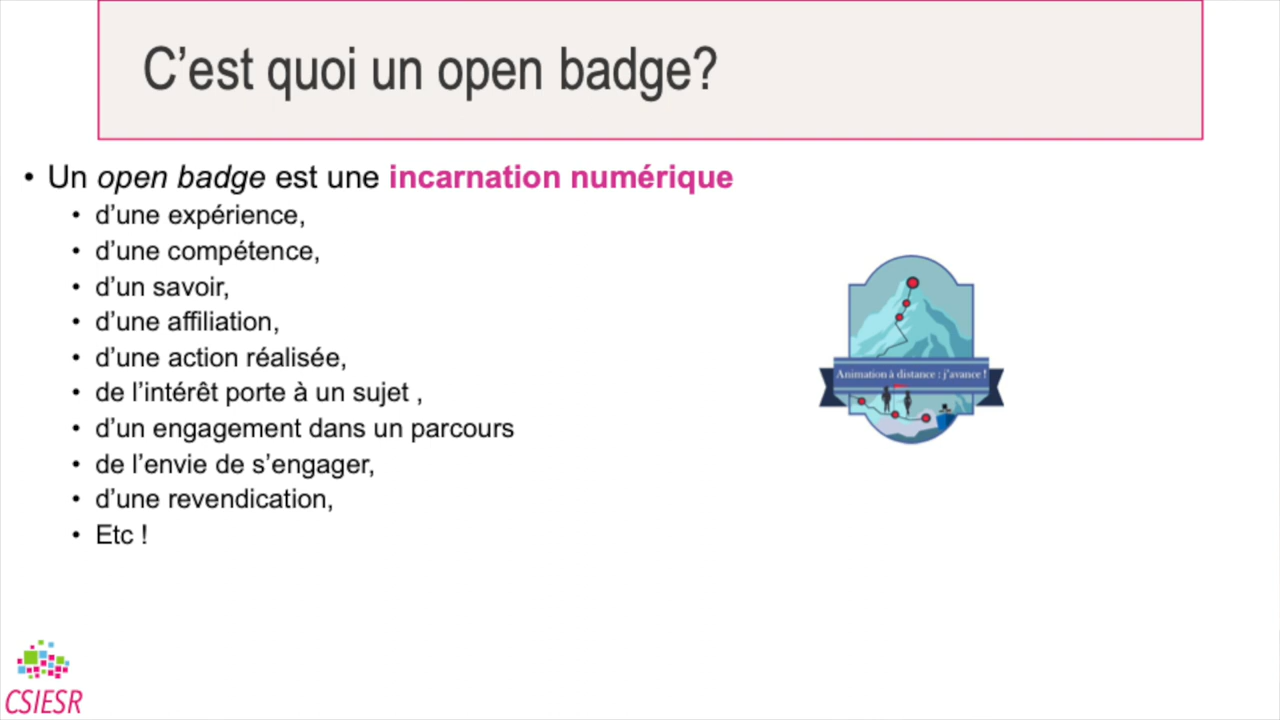 C’est quoi un open badge?
• Un open badge est une incarnation numérique
• d’une expérience,
• d’une compétence,
• d’un savoir,
• d’une affiliation,
• d’une action réalisée,
• de l’intérêt porte à un sujet ,
• d’un engagement dans un parcours
• de l’envie de s’engager,
• d’une revendication,
• Etc !
Animation à distance : j’avance !
CSIESR